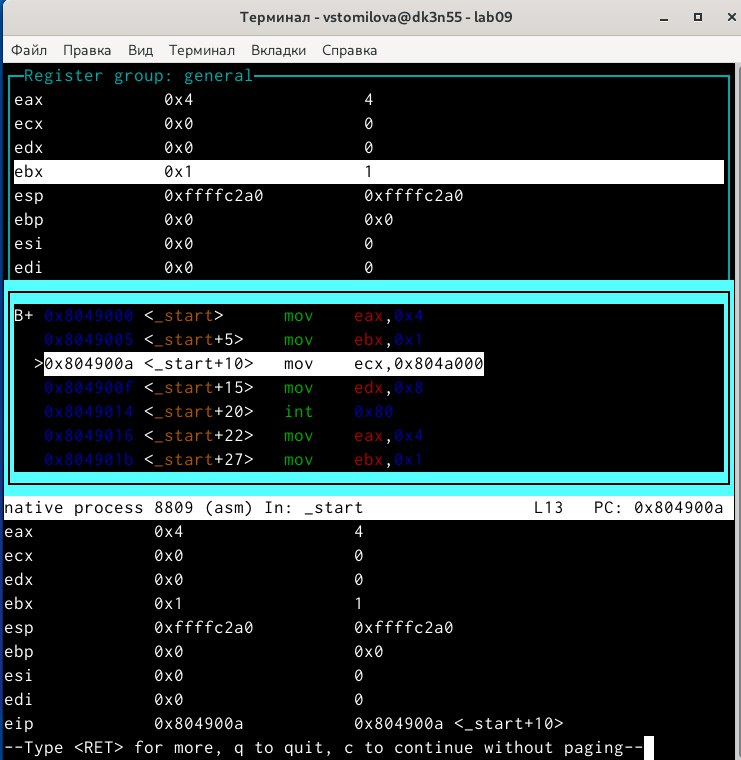 Терминал - vstomilova@dk3n55 - lab09
Файл Правка Вид Терминал Вкладки Справка
Register group: general
eax 0x4 4
ecx 0x0 0
edx 0x0 0
ebx 0x1 1
esp 0xffffc2a0 0xffffc2a0
ebp 0x0 0x0
esi 0x0 0
edi 0x0 0
B+ 0x8049000 <_start> mov eax,0x4
0x8049005 <_start+5> mov ebx,0x1
>0x804900a <_start+10> mov ecx,0x804a000
0x804900f <_start+15> mov edx,0x8
0x8049014 <_start+20> int 0x80
0x8049016 <_start+22> mov eax,0x4
0x804901b <_start+27> mov ebx,0x1
native process 8809 (asm) In: _start L13 PC: 0x804900a
eax 0x4 4
ecx 0x0 0
edx 0x0 0
ebx 0x1 1
esp 0xffffc2a0 0xffffc2a0
ebp 0x0 0x0
esi 0x0 0
edi 0x0 0
eip 0x804900a 0x804900a <_start+10>
--Type <RET> for more, q to quit, c to continue without paging--